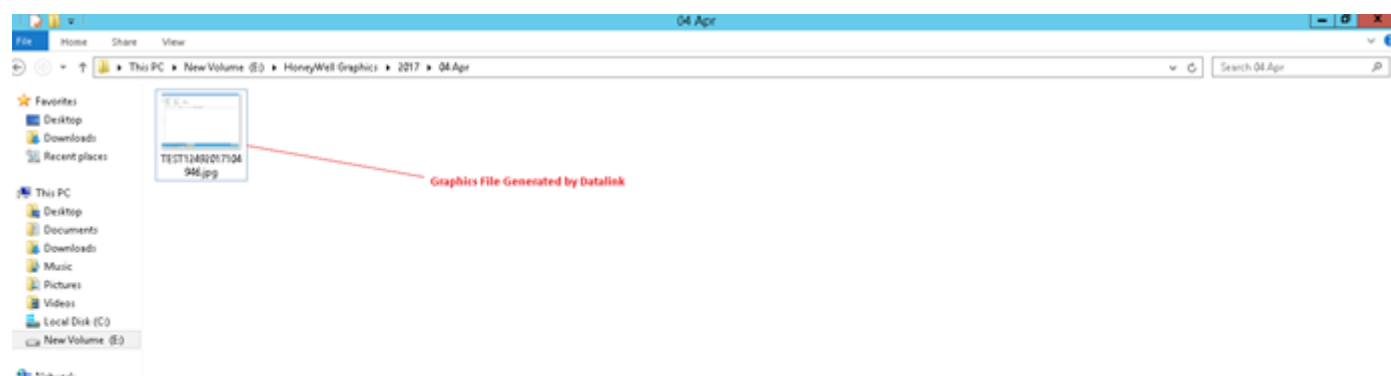 04 Apr
File Home Share View
This PC New Volume (E:) HoneyWell Graphics 2017 04 Apr
Search 04 Apr
Favorites
Desktop
Downloads
Recent places
This PC
Desktop
Documents
Downloads
Music
Pictures
Videos
Local Disk (C:)
New Volume (E:)
946.jpg
Graphics File Generated by Datalink